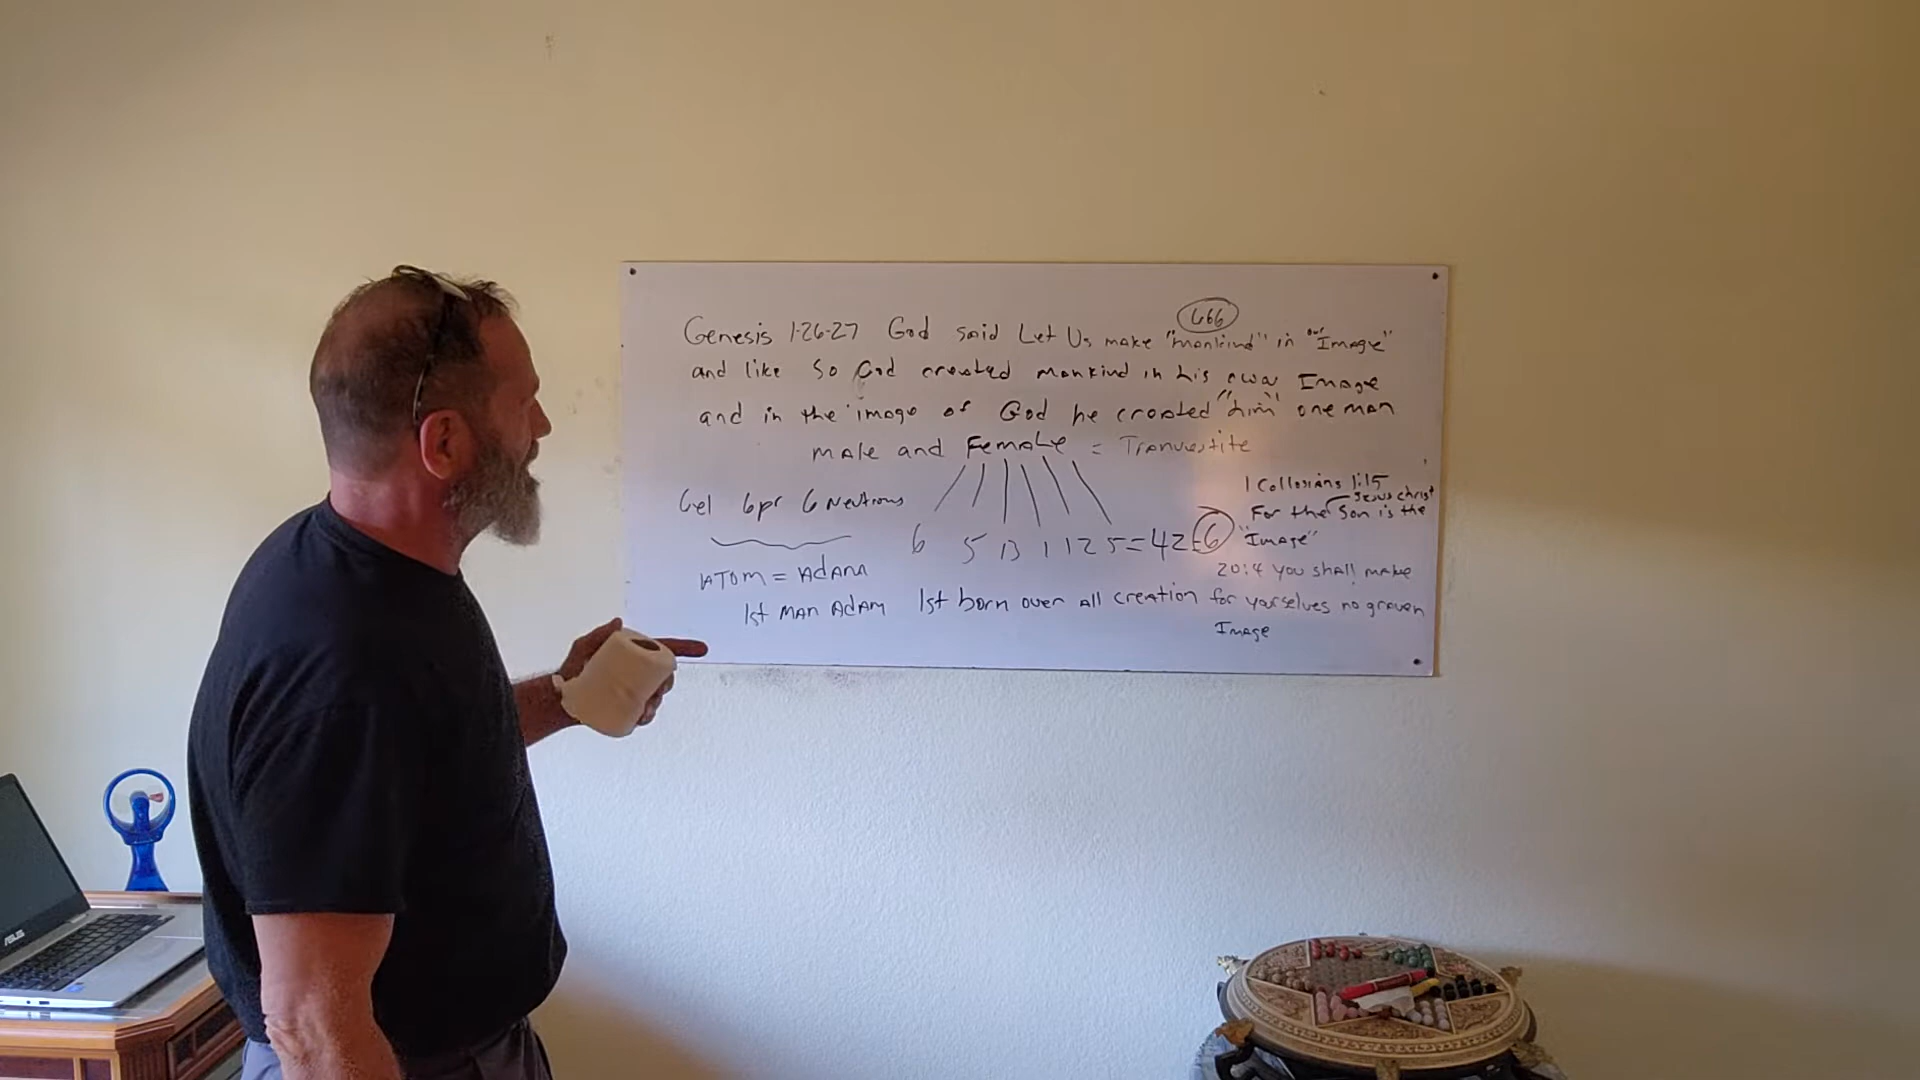 666
Genesis 1-26-27 God said Let Us make "mankind" in our "Image"
and like So God created mankind in his own Image
and in the image of God he created "him" one man
male and Female = Tranvestite
6el 6pr 6 Neutrons
6 5 13 1 12 5 = 42 = 6
ATOM = Adam
1st MAN AdAM 1st born over all creation
1 Collosians 1:15
Jesus christ
For the Son is the
"Image"
20:4 you shall make
for yourselves no graven
Image
ASUS